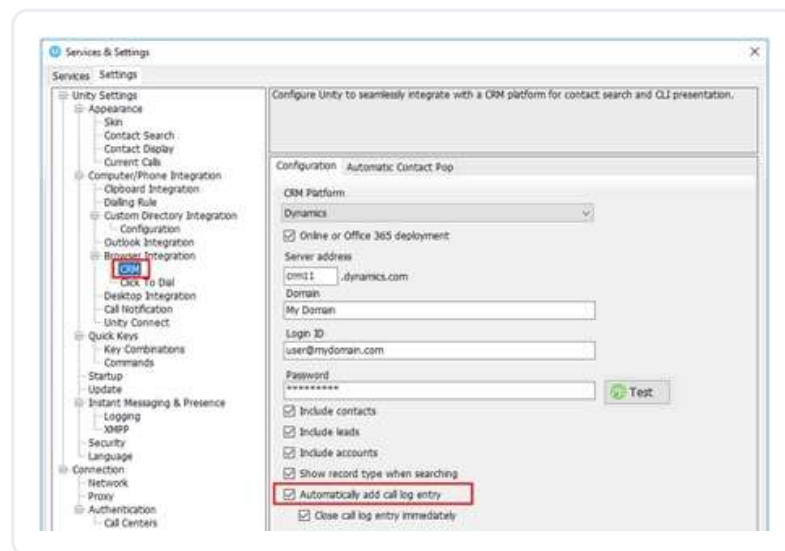 Services & Settings
Services Settings
Unity Settings
Appearance
Skin
Contact Search
Contact Display
Current Calls
Computer/Phone Integration
Clipboard Integration
Dialing Rule
Custom Directory Integration
Configuration
Outlook Integration
Browser Integration
CRM
Click To Dial
Desktop Integration
Call Notification
Unity Connect
Quick Keys
Key Combinations
Commands
Startup
Update
Instant Messaging & Presence
Logging
XMPP
Security
Language
Connection
Network
Proxy
Authentication
Call Centers
Configure Unity to seamlessly integrate with a CRM platform for contact search and CLI presentation.
Configuration Automatic Contact Pop
CRM Platform
Dynamics
Online or Office 365 deployment
Server address
crm11 .dynamics.com
Domain
My Domain
Login ID
user@mydomain.com
Password
*********
Test
Include contacts
Include leads
Include accounts
Show record type when searching
Automatically add call log entry
Close call log entry immediately